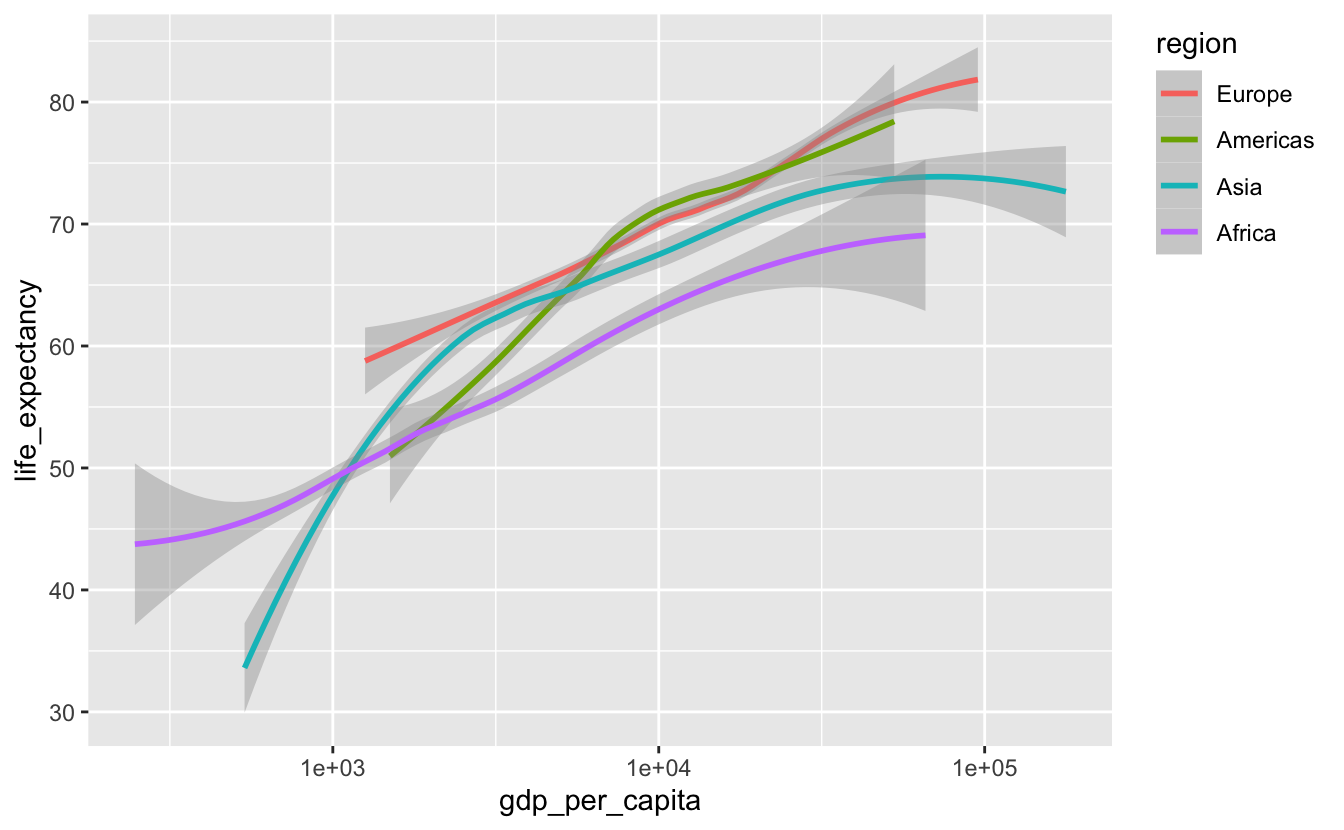 80
70
60
50
40
30
life_expectancy
1e+03 1e+04 1e+05
gdp_per_capita
region
Europe
Americas
Asia
Africa